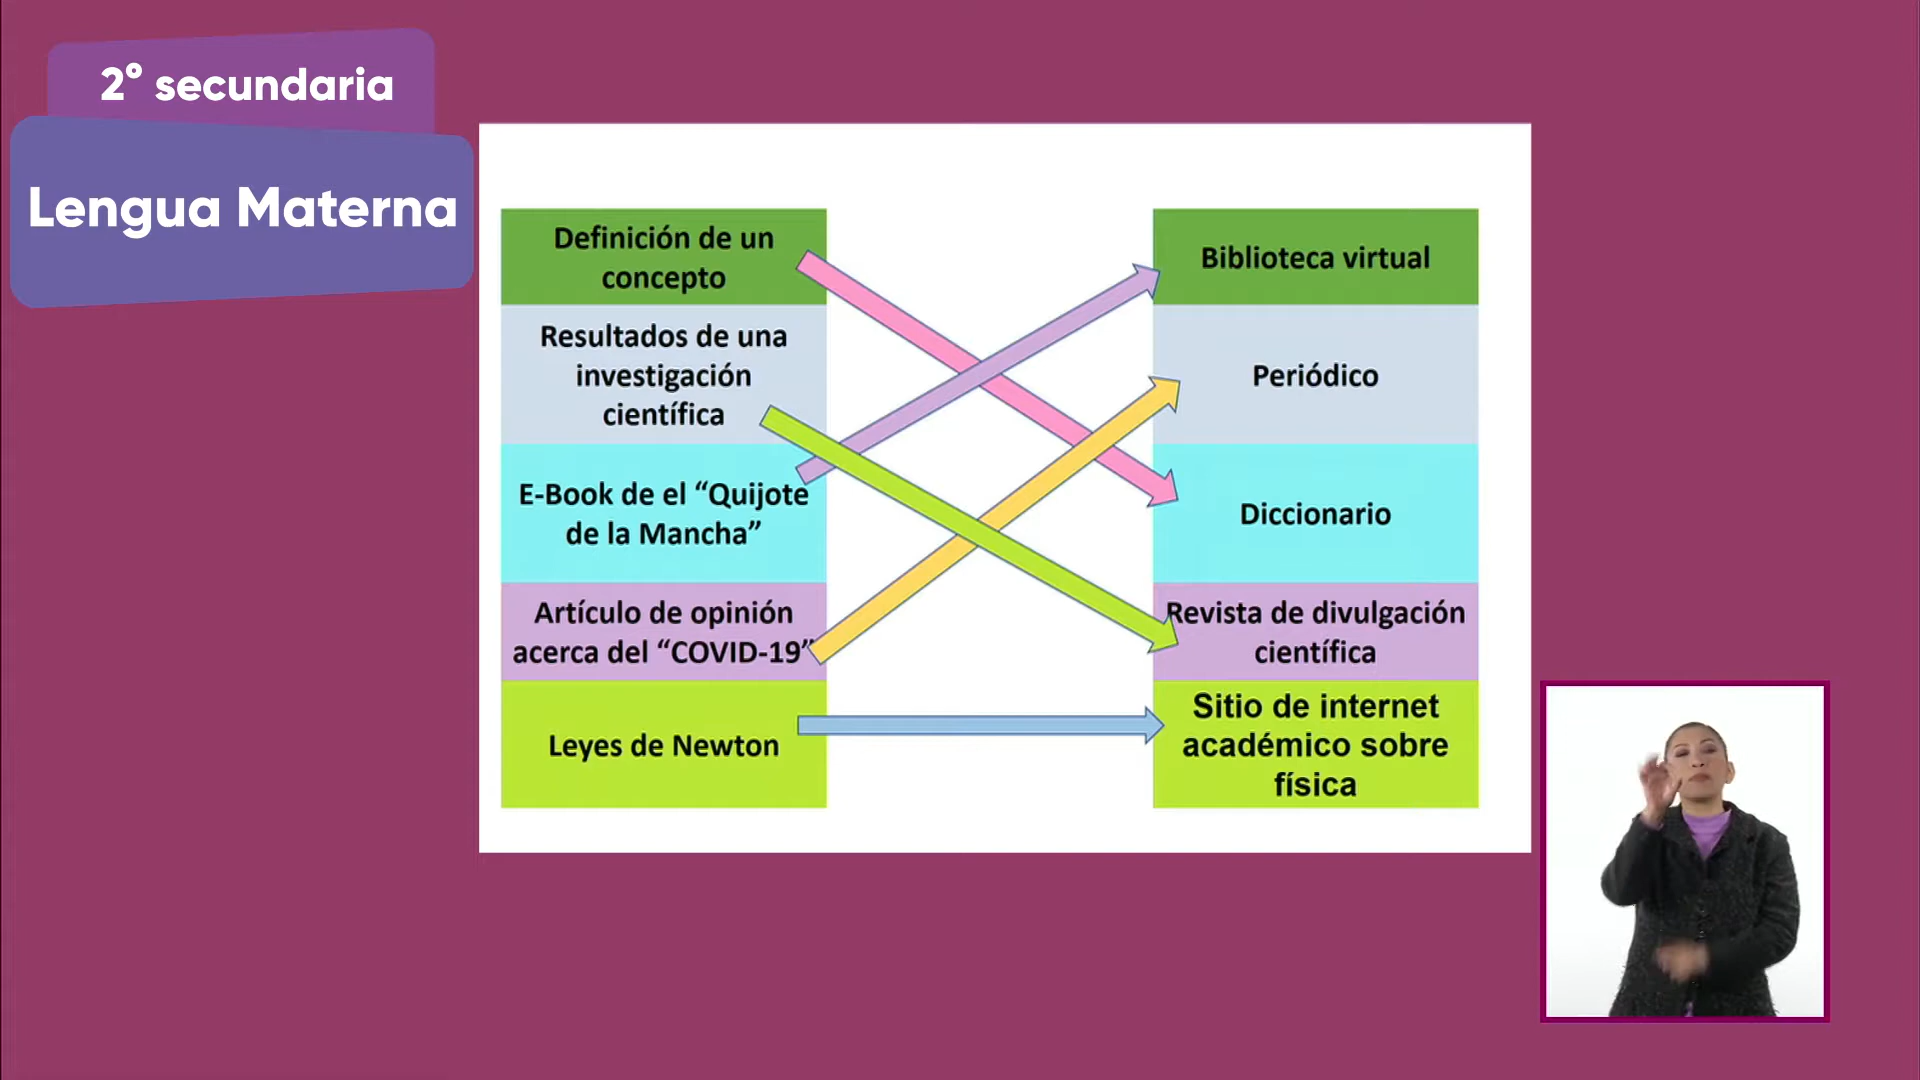 2° secundaria
Lengua Materna
Definición de un
concepto
Resultados de una
investigación
científica
E-Book de el “Quijote
de la Mancha”
Artículo de opinión
acerca del “COVID-19”
Leyes de Newton
Biblioteca virtual
Periódico
Diccionario
Revista de divulgación
científica
Sitio de internet
académico sobre
física